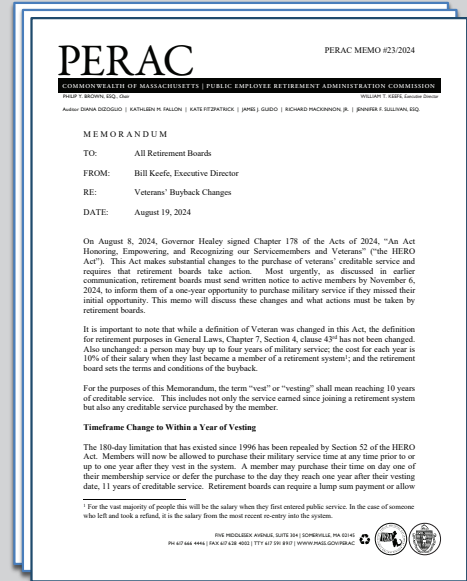 PERAC
PERAC MEMO #23/2024
COMMONWEALTH OF MASSACHUSETTS | PUBLIC EMPLOYEE RETIREMENT ADMINISTRATION COMMISSION
PHILIP Y. BROWN, ESQ., Chair
WILLIAM T. KEEFE, Executive Director
Auditor DIANA DIZOGLIO | KATHLEEN M. FALLON | KATE FITZPATRICK | JAMES J. GUIDO | RICHARD MACKINNON, JR. | JENNIFER F. SULLIVAN, ESQ.
MEMORANDUM
TO: All Retirement Boards
FROM: Bill Keefe, Executive Director
RE: Veterans' Buyback Changes
DATE: August 19, 2024
On August 8, 2024, Governor Healey signed Chapter 178 of the Acts of 2024, "An Act
Honoring, Empowering, and Recognizing our Servicemembers and Veterans" ("the HERO
Act"). This Act makes substantial changes to the purchase of veterans' creditable service and
requires that retirement boards take action. Most urgently, as discussed in earlier
communication, retirement boards must send written notice to active members by November 6,
2024, to inform them of a one-year opportunity to purchase military service if they missed their
initial opportunity. This memo will discuss these changes and what actions must be taken by
retirement boards.
It is important to note that while a definition of Veteran was changed in this Act, the definition
for retirement purposes in General Laws, Chapter 7, Section 4, clause 43rd has not been changed.
Also unchanged: a person may buy up to four years of military service; the cost for each year is
10% of their salary when they last became a member of a retirement system¹; and the retirement
board sets the terms and conditions of the buyback.
For the purposes of this Memorandum, the term "vest" or "vesting" shall mean reaching 10 years
of creditable service. This includes not only the service earned since joining a retirement system
but also any creditable service purchased by the member.
Timeframe Change to Within a Year of Vesting
The 180-day limitation that has existed since 1996 has been repealed by Section 52 of the HERO
Act. Members will now be allowed to purchase their military service time at any time prior to or
up to one year after they vest in the system. A member may purchase their time on day one of
their membership service or defer the purchase to the day they reach one year after their vesting
date, 11 years of creditable service. Retirement boards can require a lump sum payment or allow
¹ For the vast majority of people this will be the salary when they first entered public service. In the case of someone
who left and took a refund, it is the salary from the most recent re-entry into the system.
FIVE MIDDLESEX AVENUE, SUITE 304 | SOMERVILLE, MA 02145
PH 617 666 4446 | FAX 617 628 4002 | TTY 617 591 8917 | WWW.MASS.GOV/PERAC